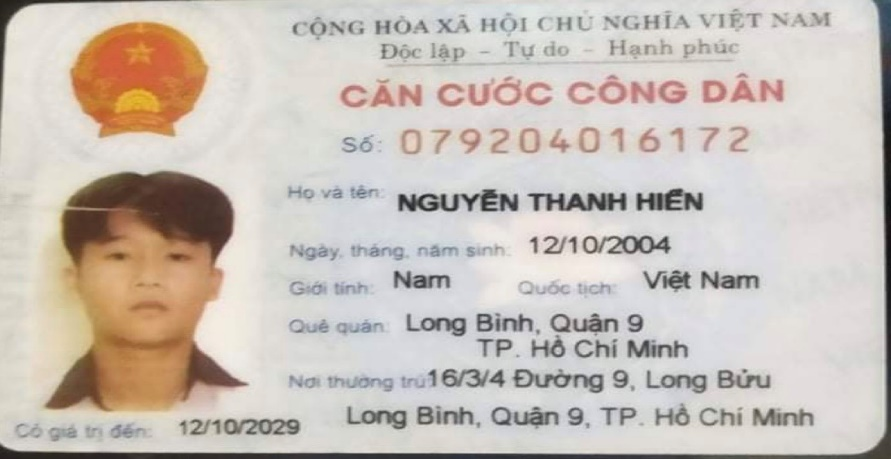 CỘNG HÒA XÃ HỘI CHỦ NGHĨA VIỆT NAM
Độc lập - Tự do - Hạnh phúc
CĂN CƯỚC CÔNG DÂN
Số: 079204016172
Họ và tên: NGUYỄN THANH HIỀN
Ngày, tháng, năm sinh: 12/10/2004
Giới tính: Nam Quốc tịch: Việt Nam
Quê quán: Long Bình, Quận 9
TP. Hồ Chí Minh
Nơi thường trú: 16/3/4 Đường 9, Long Bửu
Long Bình, Quận 9, TP. Hồ Chí Minh
Có giá trị đến: 12/10/2029